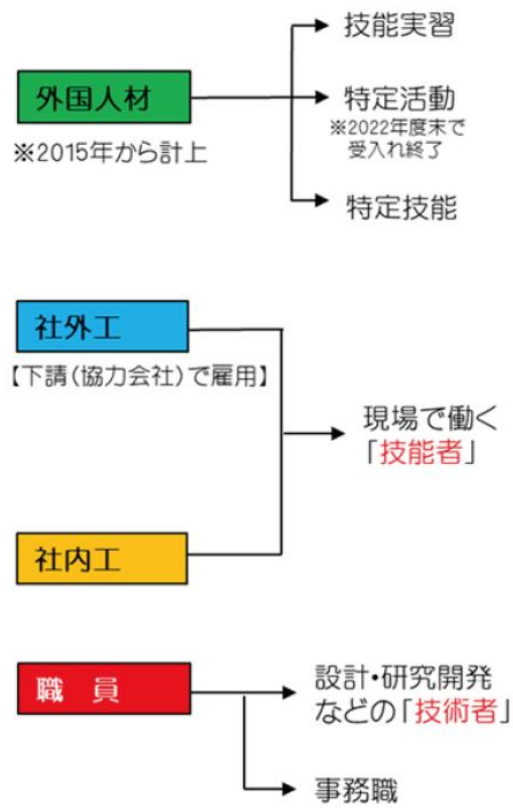 技能実習
外国人材
特定活動
※2022年度末で
受入れ終了
※2015年から計上
特定技能
社外工
【下請(協力会社)で雇用】
現場で働く
「技能者」
社内工
職 員
設計・研究開発
などの「技術者」
事務職